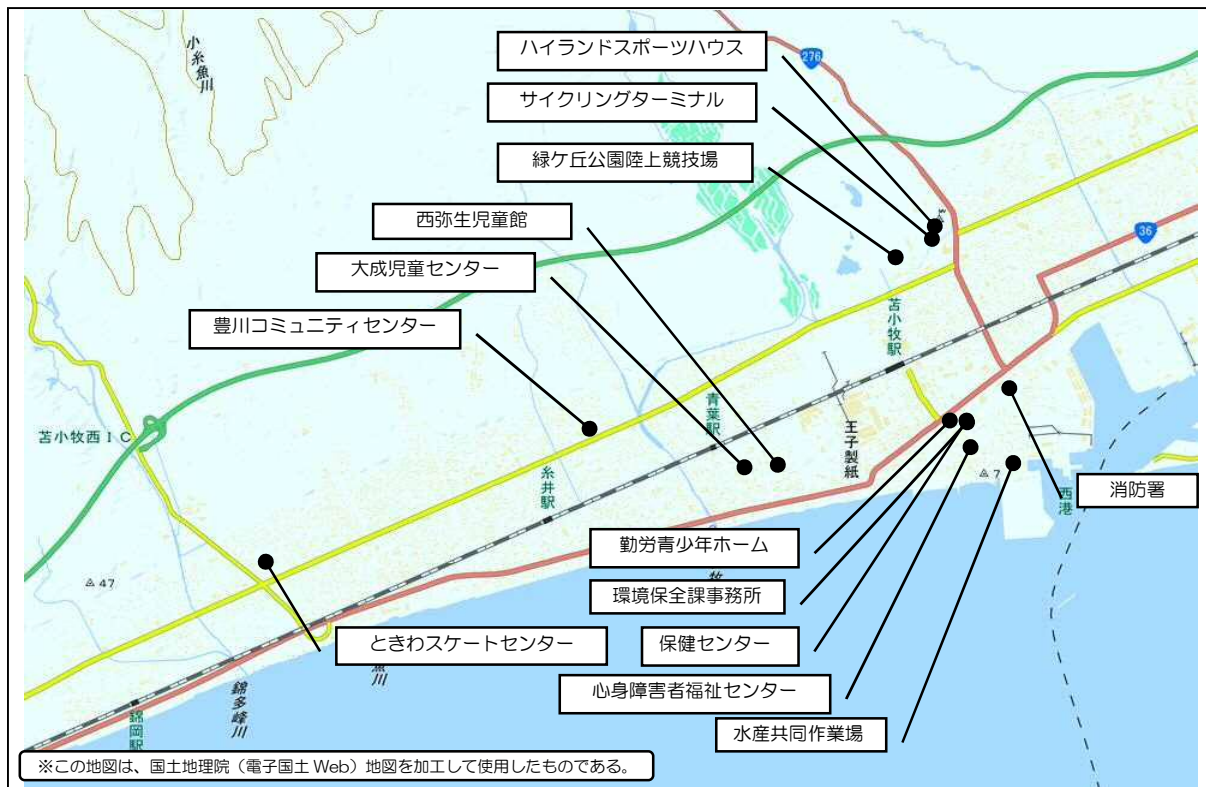 ハイランドスポーツハウス
サイクリングターミナル
緑ケ丘公園陸上競技場
西弥生児童館
大成児童センター
豊川コミュニティセンター
小糸魚川
276
36
苫小牧駅
青葉駅
王子製紙
糸井駅
苫小牧西IC
7
西港
消防署
勤労青少年ホーム
環境保全課事務所
保健センター
心身障害者福祉センター
水産共同作業場
ときわスケートセンター
47
魚川
錦多峰川
錦岡駅
※この地図は、国土地理院（電子国土 Web）地図を加工して使用したものである。